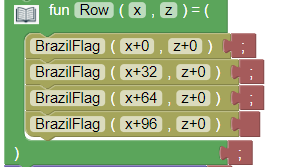 fun Row ( x , z ) = (
BrazilFlag ( x+0 , z+0 ) ;
BrazilFlag ( x+32 , z+0 ) ;
BrazilFlag ( x+64 , z+0 ) ;
BrazilFlag ( x+96 , z+0 )
) ;